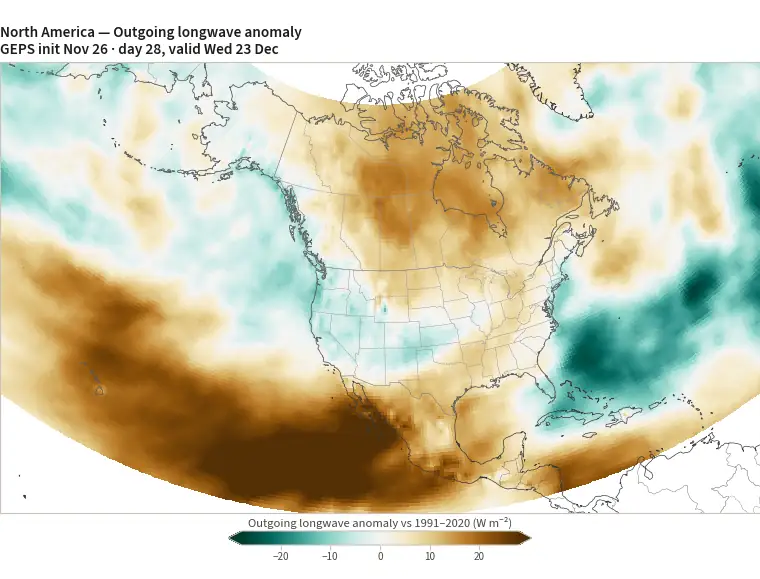 North America — Outgoing longwave anomaly
GEPS init Nov 26 · day 28, valid Wed 23 Dec
Outgoing longwave anomaly vs 1991–2020 (W m⁻²)
−20 −10 0 10 20